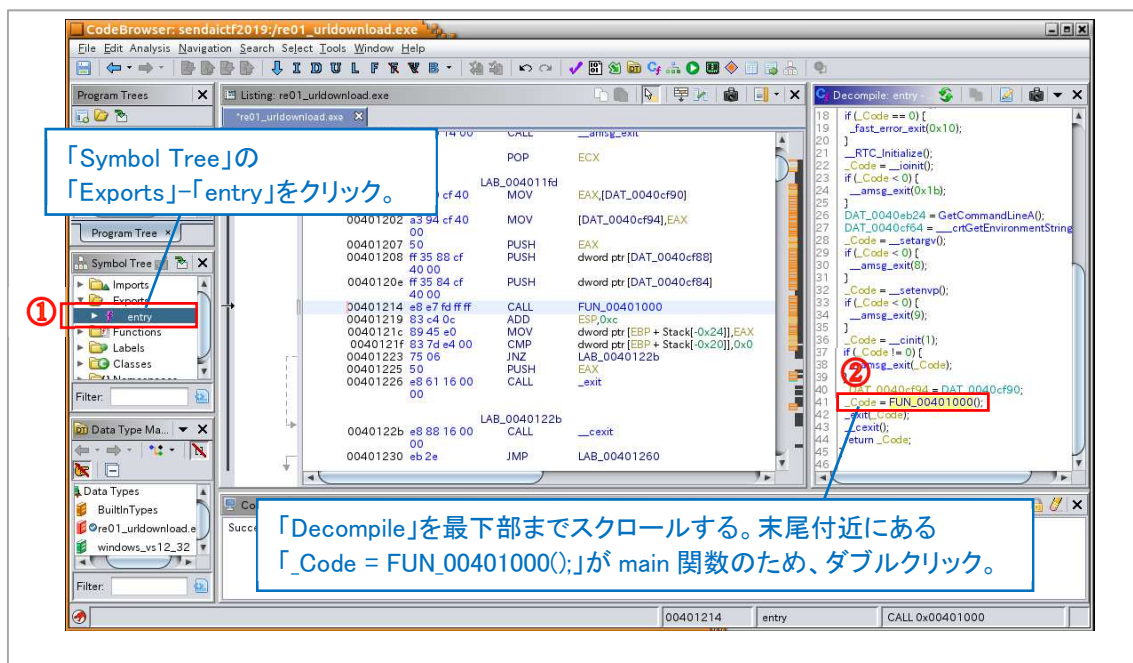 CodeBrowser: sendaictf2019:/re01_urldownload.exe
File Edit Analysis Navigation Search Select Tools Window Help
Program Trees
Listing: re01_urldownload.exe
Decompile: entry -
*re01_urldownload.exe
「Symbol Tree」の
「Exports」-「entry」をクリック。
Program Tree
Symbol Tree
Imports
Exports
①
entry
Functions
Labels
Classes
Filter:
Data Type Ma...
Data Types
BuiltInTypes
re01_urldownload.e
windows_vs12_32
Filter:
14 00 CALL __amsg_exit
POP ECX
LAB_004011fd
cf 40 MOV EAX,[DAT_0040cf90]
00401202 a3 94 cf 40 MOV [DAT_0040cf94],EAX
00
00401207 50 PUSH EAX
00401208 ff 35 88 cf PUSH dword ptr [DAT_0040cf88]
40 00
0040120e ff 35 84 cf PUSH dword ptr [DAT_0040cf84]
40 00
00401214 e8 e7 fd ff ff CALL FUN_00401000
00401219 83 c4 0c ADD ESP,0xc
0040121c 89 45 e0 MOV dword ptr [EBP + Stack[-0x24]],EAX
0040121f 83 7d e4 00 CMP dword ptr [EBP + Stack[-0x20]],0x0
00401223 75 06 JNZ LAB_0040122b
00401225 50 PUSH EAX
00401226 e8 61 16 00 CALL _exit
00
LAB_0040122b
0040122b e8 88 16 00 CALL __cexit
00
00401230 eb 2e JMP LAB_00401260
18 if (_Code == 0) {
19 _fast_error_exit(0x10);
20 }
21 __RTC_Initialize();
22 _Code = __ioinit();
23 if (_Code < 0) {
24 __amsg_exit(0x1b);
25 }
26 DAT_0040eb24 = GetCommandLineA();
27 DAT_0040cf64 = ___crtGetEnvironmentString
28 _Code = __setargv();
29 if (_Code < 0) {
30 __amsg_exit(8);
31 }
32 _Code = __setenvp();
33 if (_Code < 0) {
34 __amsg_exit(9);
35 }
36 _Code = __cinit(1);
37 if (_Code != 0) {
38 __amsg_exit(_Code);
39
②
40 _DAT_0040cf94 = DAT_0040cf90;
41 _Code = FUN_00401000();
42 _exit(_Code);
43 __cexit();
44 return _Code;
45
46
Co
Succe
「Decompile」を最下部までスクロールする。末尾付近にある
「_Code = FUN_00401000();」が main 関数のため、ダブルクリック。
00401214 entry CALL 0x00401000